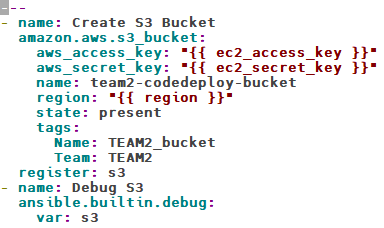 ---
- name: Create S3 Bucket
  amazon.aws.s3_bucket:
    aws_access_key: "{{ ec2_access_key }}"
    aws_secret_key: "{{ ec2_secret_key }}"
    name: team2-codedeploy-bucket
    region: "{{ region }}"
    state: present
    tags:
      Name: TEAM2_bucket
      Team: TEAM2
  register: s3
- name: Debug S3
  ansible.builtin.debug:
    var: s3